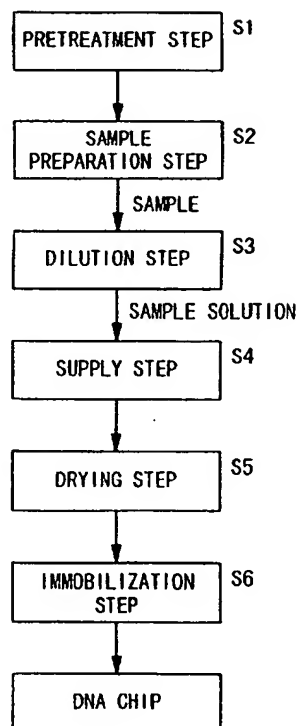 PRETREATMENT STEP
S1
SAMPLE
PREPARATION STEP
S2
SAMPLE
DILUTION STEP
S3
SAMPLE SOLUTION
SUPPLY STEP
S4
DRYING STEP
S5
IMMOBILIZATION
STEP
S6
DNA CHIP